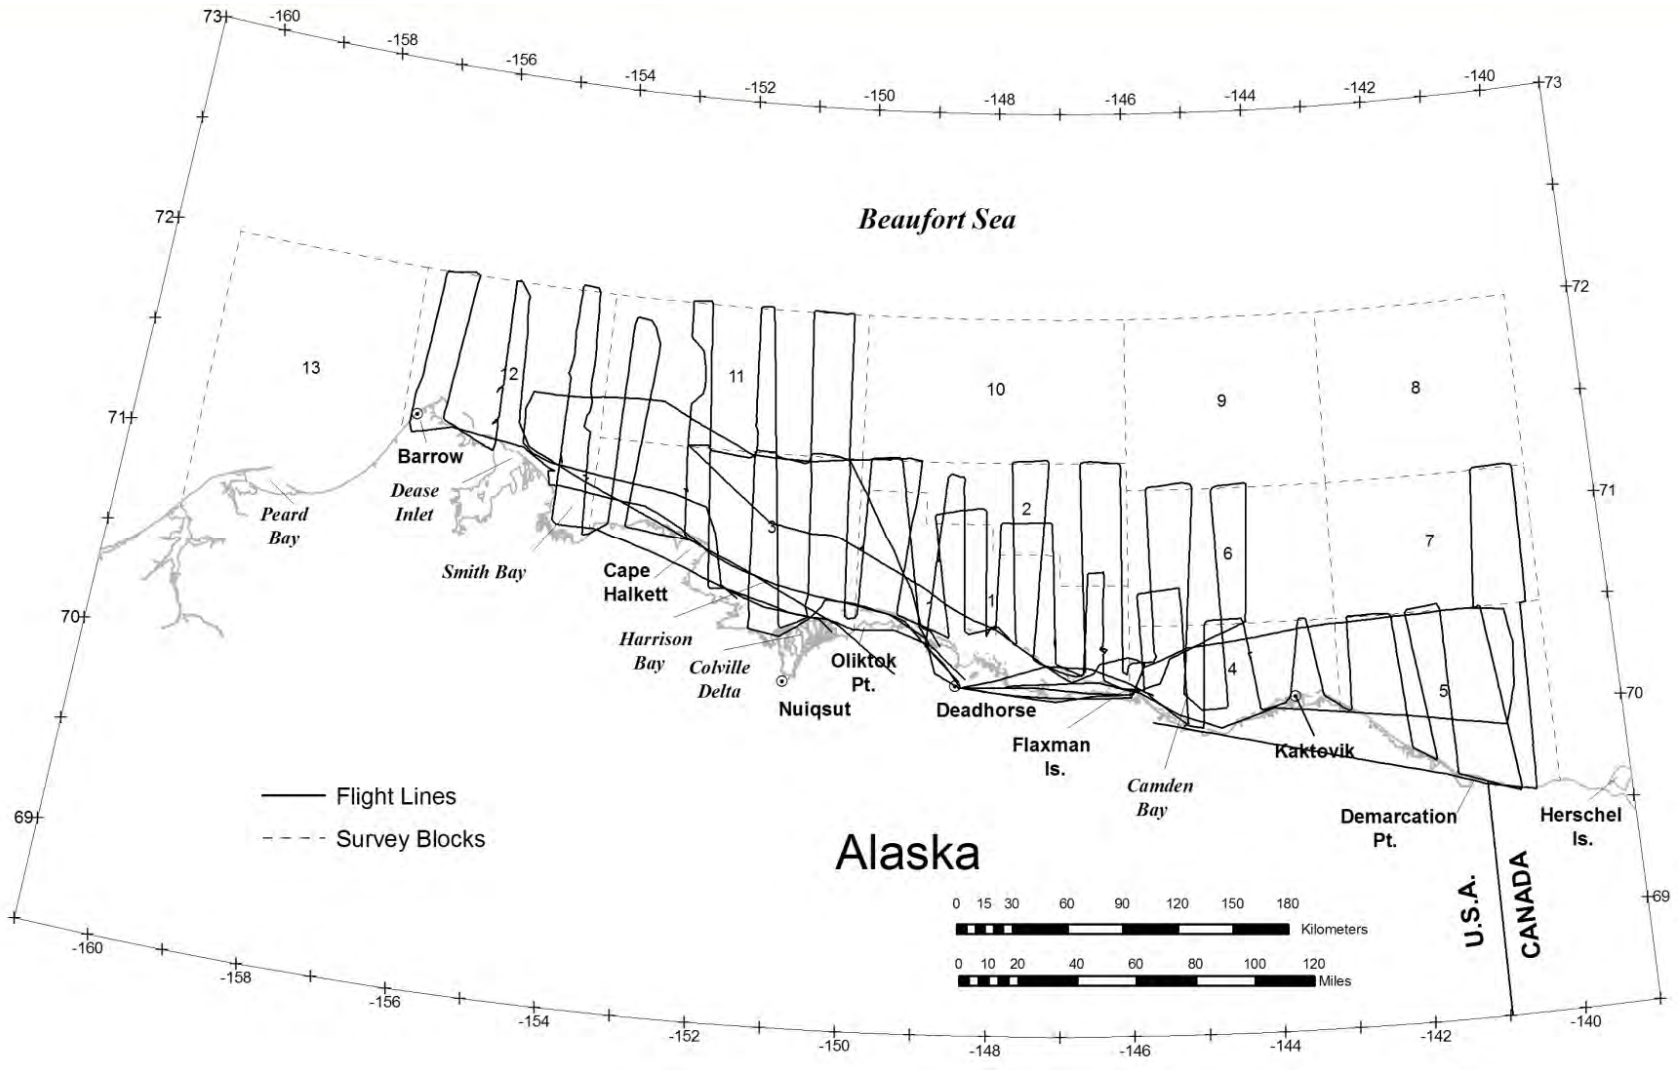 73
-160
-158
-156
-154
-152
-150
-148
-146
-144
-142
-140
73
72
Beaufort Sea
72
13
12
11
10
9
8
71
Barrow
Dease
Inlet
Peard
Bay
Smith Bay
Cape
Halkett
Harrison
Bay
Colville
Delta
Oliktok
Pt.
Nuiqsut
Deadhorse
Flaxman
Is.
Camden
Bay
Kaktovik
Demarcation
Pt.
Herschel
Is.
3
2
1
6
7
4
5
71
70
70
69
69
Flight Lines
Survey Blocks
Alaska
U.S.A.
CANADA
0 15 30 60 90 120 150 180
Kilometers
0 10 20 40 60 80 100 120
Miles
-160
-158
-156
-154
-152
-150
-148
-146
-144
-142
-140